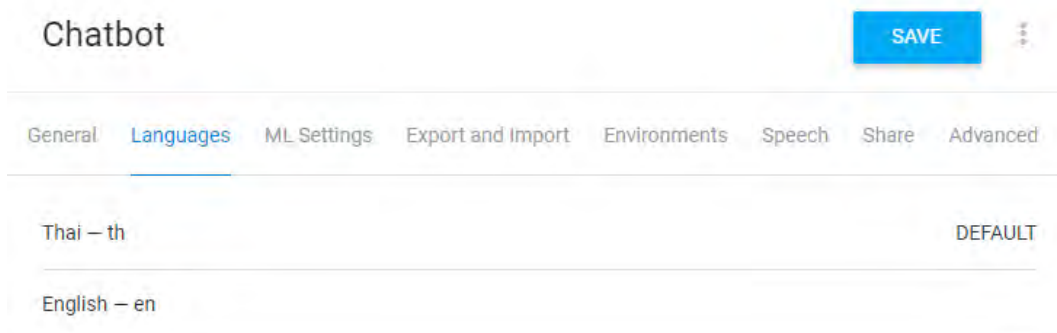 Chatbot SAVE
General Languages ML Settings Export and Import Environments Speech Share Advanced
Thai — th DEFAULT
English — en